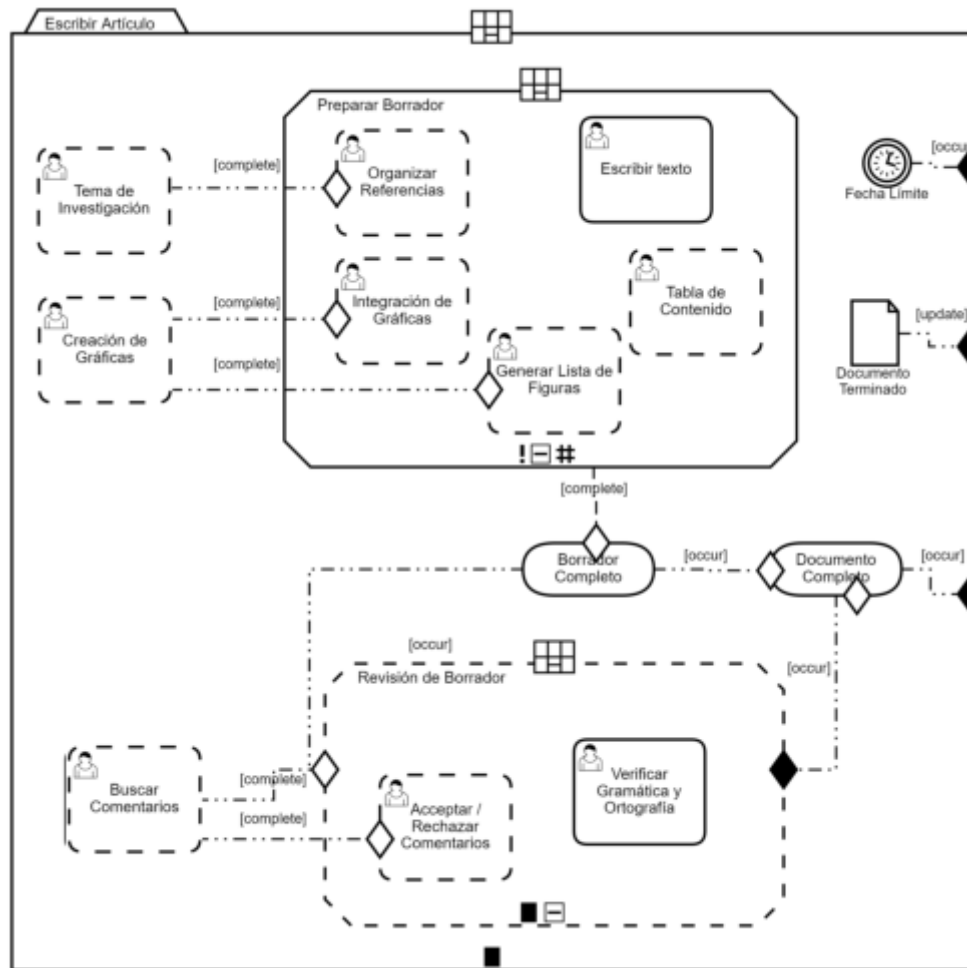 Escribir Artículo
Preparar Borrador
Tema de
Investigación
[complete]
Organizar
Referencias
Escribir texto
[occu
Fecha Límite
Creación de
Gráficas
[complete]
Integración de
Gráficas
Tabla de
Contenido
[complete]
Generar Lista de
Figuras
[update]
Documento
Terminado
! #
[complete]
Borrador
Completo
[occur]
Documento
Completo
[occur]
[occur]
Revisión de Borrador
[occur]
Buscar
Comentarios
[complete]
[complete]
Acceptar /
Rechazar
Comentarios
Verificar
Gramática y
Ortografía